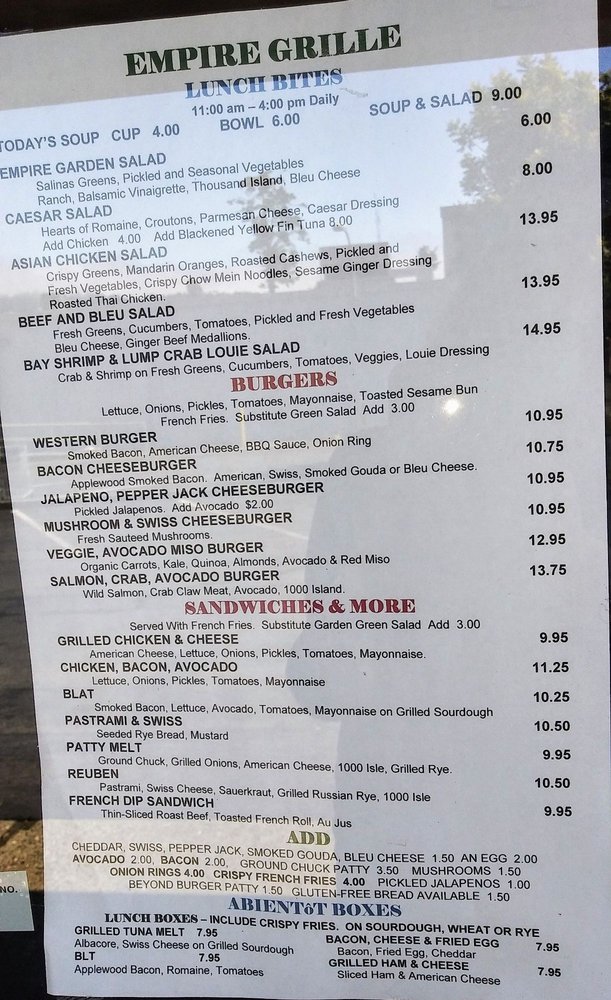 EMPIRE GRILLE
LUNCH BITES
11:00 am – 4:00 pm Daily
TODAY'S SOUP CUP 4.00 BOWL 6.00 SOUP & SALAD 9.00
EMPIRE GARDEN SALAD 6.00
Salinas Greens, Pickled and Seasonal Vegetables
Ranch, Balsamic Vinaigrette, Thousand Island, Bleu Cheese
CAESAR SALAD 8.00
Hearts of Romaine, Croutons, Parmesan Cheese, Caesar Dressing
Add Chicken 4.00 Add Blackened Yellow Fin Tuna 8.00
ASIAN CHICKEN SALAD 13.95
Crispy Greens, Mandarin Oranges, Roasted Cashews, Pickled and
Fresh Vegetables, Crispy Chow Mein Noodles, Sesame Ginger Dressing
Roasted Thai Chicken.
BEEF AND BLEU SALAD 13.95
Fresh Greens, Cucumbers, Tomatoes, Pickled and Fresh Vegetables
Bleu Cheese, Ginger Beef Medallions.
BAY SHRIMP & LUMP CRAB LOUIE SALAD 14.95
Crab & Shrimp on Fresh Greens, Cucumbers, Tomatoes, Veggies, Louie Dressing
BURGERS
Lettuce, Onions, Pickles, Tomatoes, Mayonnaise, Toasted Sesame Bun
French Fries. Substitute Green Salad Add 3.00
WESTERN BURGER 10.95
Smoked Bacon, American Cheese, BBQ Sauce, Onion Ring
BACON CHEESEBURGER 10.75
Applewood Smoked Bacon. American, Swiss, Smoked Gouda or Bleu Cheese.
JALAPENO, PEPPER JACK CHEESEBURGER 10.95
Pickled Jalapenos. Add Avocado $2.00
MUSHROOM & SWISS CHEESEBURGER 10.95
Fresh Sauteed Mushrooms.
VEGGIE, AVOCADO MISO BURGER 12.95
Organic Carrots, Kale, Quinoa, Almonds, Avocado & Red Miso
SALMON, CRAB, AVOCADO BURGER 13.75
Wild Salmon, Crab Claw Meat, Avocado, 1000 Island.
SANDWICHES & MORE
Served With French Fries. Substitute Garden Green Salad Add 3.00
GRILLED CHICKEN & CHEESE 9.95
American Cheese, Lettuce, Onions, Pickles, Tomatoes, Mayonnaise.
CHICKEN, BACON, AVOCADO 11.25
Lettuce, Onions, Pickles, Tomatoes, Mayonnaise
BLAT 10.25
Smoked Bacon, Lettuce, Avocado, Tomatoes, Mayonnaise on Grilled Sourdough
PASTRAMI & SWISS 10.50
Seeded Rye Bread, Mustard
PATTY MELT 9.95
Ground Chuck, Grilled Onions, American Cheese, 1000 Isle, Grilled Rye.
REUBEN 10.50
Pastrami, Swiss Cheese, Sauerkraut, Grilled Russian Rye, 1000 Isle
FRENCH DIP SANDWICH 9.95
Thin-Sliced Roast Beef, Toasted French Roll, Au Jus
ADD
CHEDDAR, SWISS, PEPPER JACK, SMOKED GOUDA, BLEU CHEESE 1.50 AN EGG 2.00
AVOCADO 2.00, BACON 2.00, GROUND CHUCK PATTY 3.50 MUSHROOMS 1.50
ONION RINGS 4.00 CRISPY FRENCH FRIES 4.00 PICKLED JALAPENOS 1.00
BEYOND BURGER PATTY 1.50 GLUTEN-FREE BREAD AVAILABLE 1.50
ABIENTôT BOXES
LUNCH BOXES – INCLUDE CRISPY FRIES. ON SOURDOUGH, WHEAT OR RYE
GRILLED TUNA MELT 7.95
Albacore, Swiss Cheese on Grilled Sourdough
BLT 7.95
Applewood Bacon, Romaine, Tomatoes
BACON, CHEESE & FRIED EGG 7.95
Bacon, Fried Egg, Cheddar
GRILLED HAM & CHEESE 7.95
Sliced Ham & American Cheese
NO.